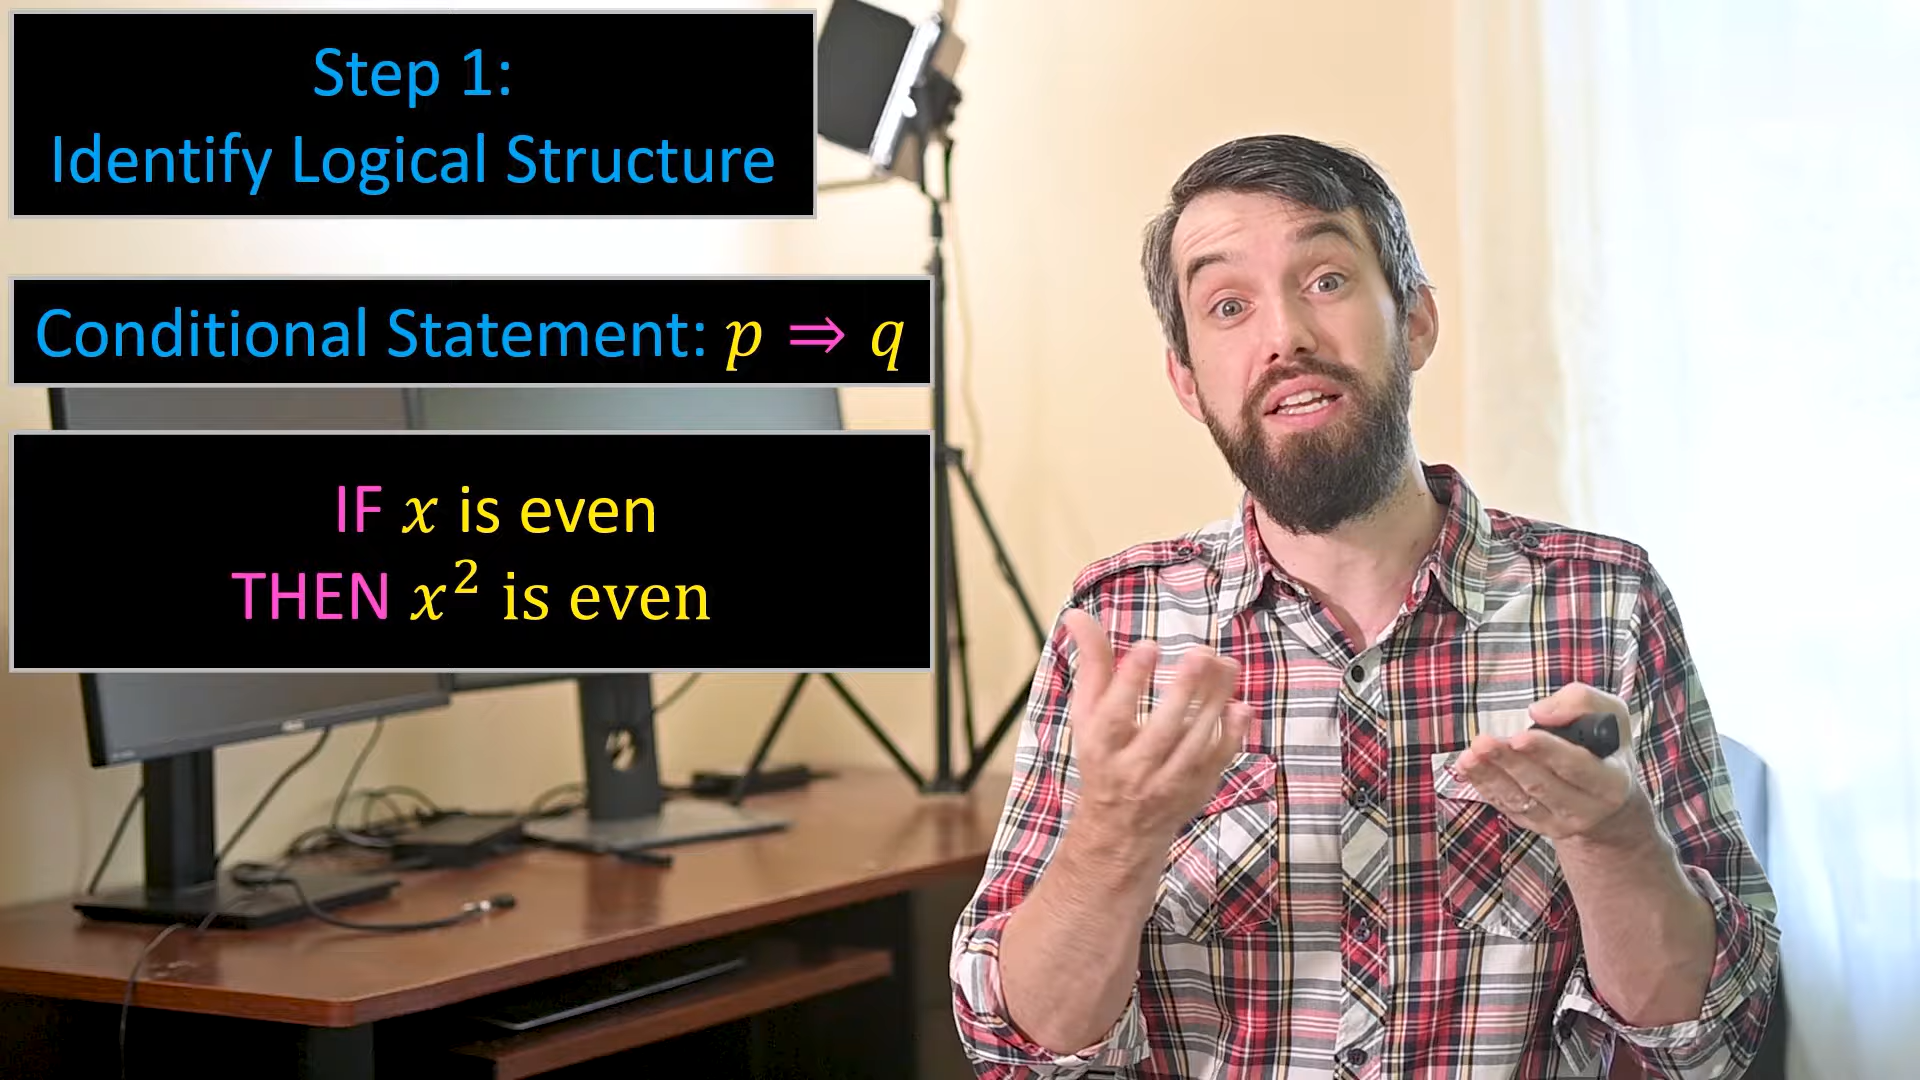 Step 1:
Identify Logical Structure
Conditional Statement: p ⇒ q
IF x is even
THEN x² is even